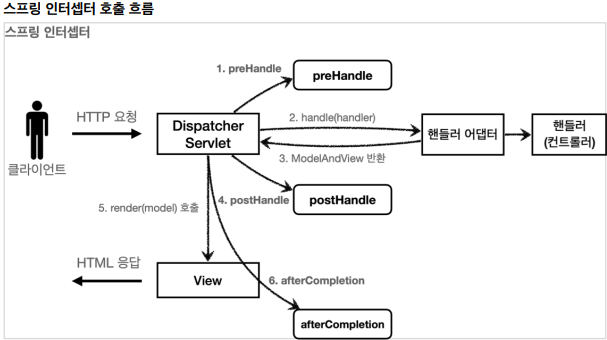 스프링 인터셉터 호출 흐름
스프링 인터셉터
1. preHandle
preHandle
HTTP 요청
Dispatcher
Servlet
2. handle(handler)
핸들러 어댑터
핸들러
(컨트롤러)
클라이언트
3. ModelAndView 반환
5. render(model) 호출
4. postHandle
postHandle
HTML 응답
View
6. afterCompletion
afterCompletion